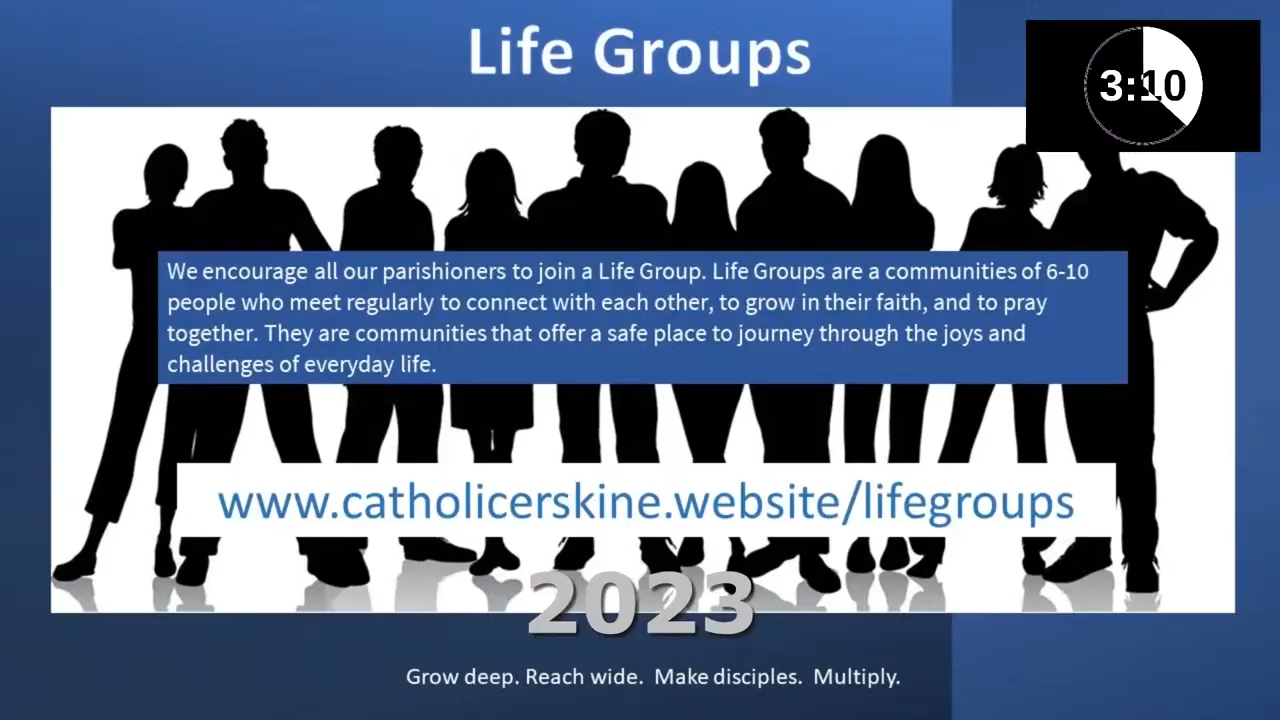 Life Groups
3:10
We encourage all our parishioners to join a Life Group. Life Groups are a communities of 6-10
people who meet regularly to connect with each other, to grow in their faith, and to pray
together. They are communities that offer a safe place to journey through the joys and
challenges of everyday life.
www.catholicerskine.website/lifegroups
2023
Grow deep. Reach wide. Make disciples. Multiply.